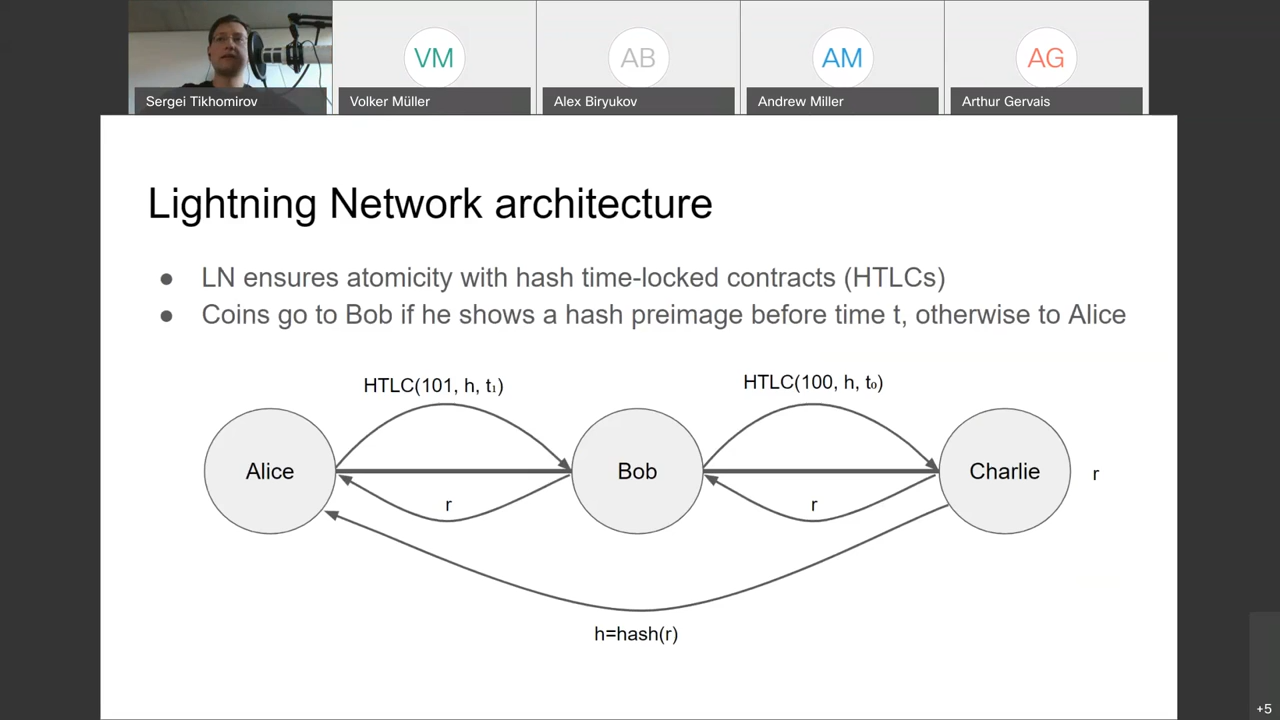 VM
AB
AM
AG
Sergei Tikhomirov
Volker Müller
Alex Biryukov
Andrew Miller
Arthur Gervais
Lightning Network architecture
● LN ensures atomicity with hash time-locked contracts (HTLCs)
● Coins go to Bob if he shows a hash preimage before time t, otherwise to Alice
HTLC(101, h, t₁)
HTLC(100, h, t₀)
Alice
Bob
Charlie
r
r
r
h=hash(r)
+5